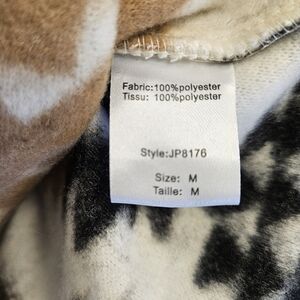 Fabric:100%polyester
Tissu: 100%polyester
Style:JP8176
Size: M
Taille: M